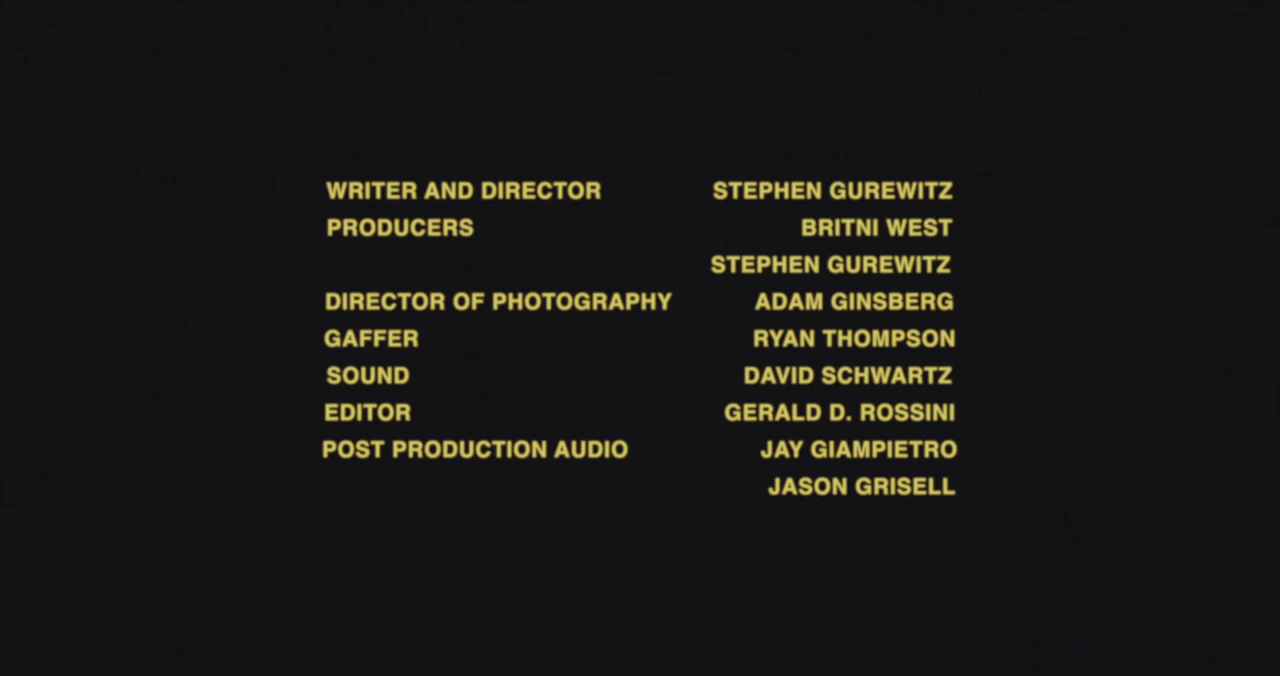 WRITER AND DIRECTOR STEPHEN GUREWITZ
PRODUCERS BRITNI WEST
STEPHEN GUREWITZ
DIRECTOR OF PHOTOGRAPHY ADAM GINSBERG
GAFFER RYAN THOMPSON
SOUND DAVID SCHWARTZ
EDITOR GERALD D. ROSSINI
POST PRODUCTION AUDIO JAY GIAMPIETRO
JASON GRISELL